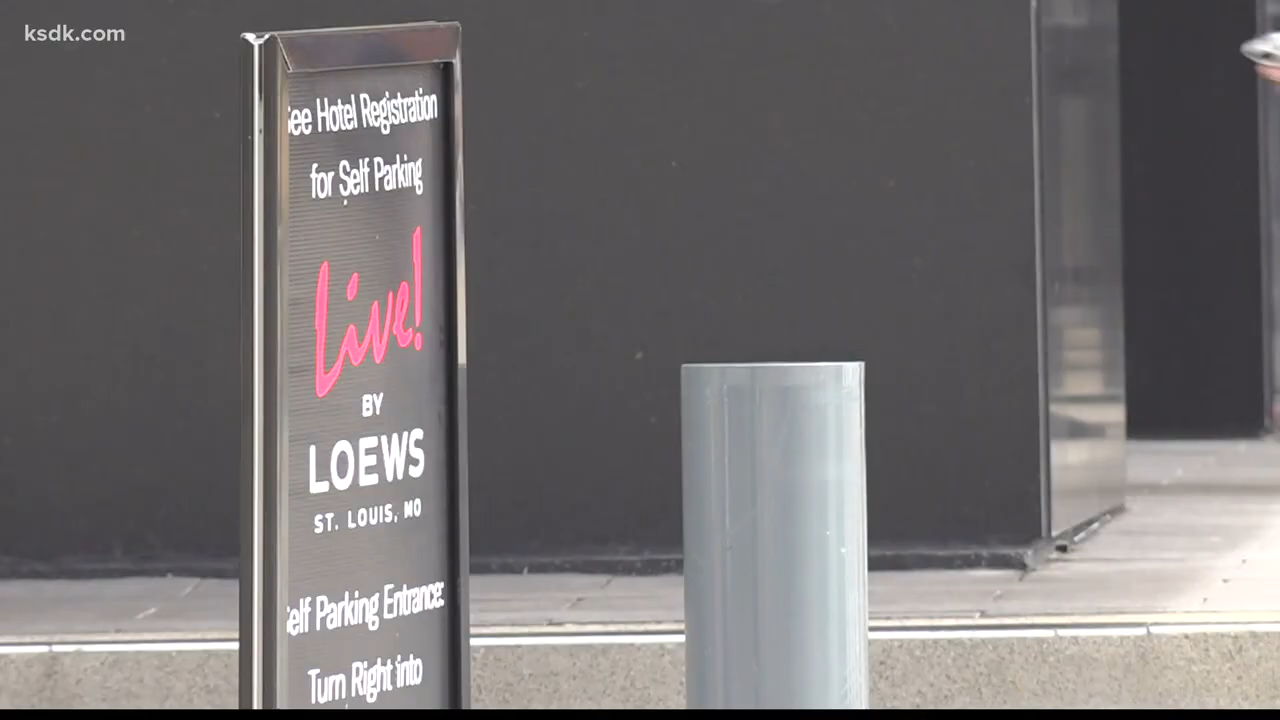 ksdk.com
See Hotel Registration
for Self Parking
Live!
BY
LOEWS
ST. LOUIS, MO
Self Parking Entrance:
Turn Right into